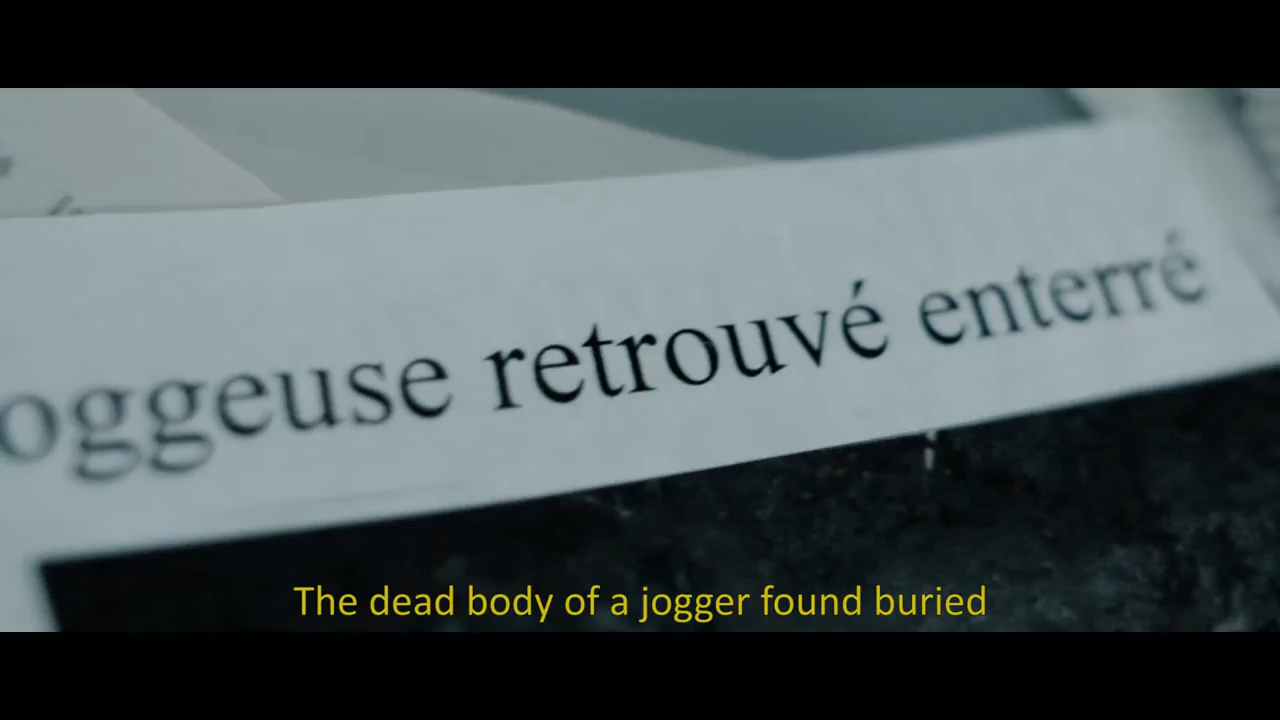 oggeuse retrouvé enterré
The dead body of a jogger found buried